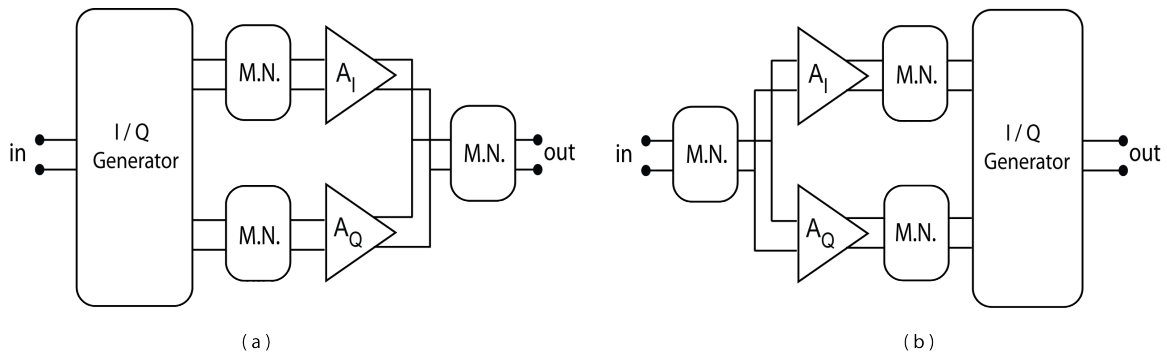 in
I / Q
Generator
M.N.
A_I
M.N.
A_Q
M.N.
out
( a )
in
M.N.
A_I
M.N.
A_Q
M.N.
I / Q
Generator
out
( b )